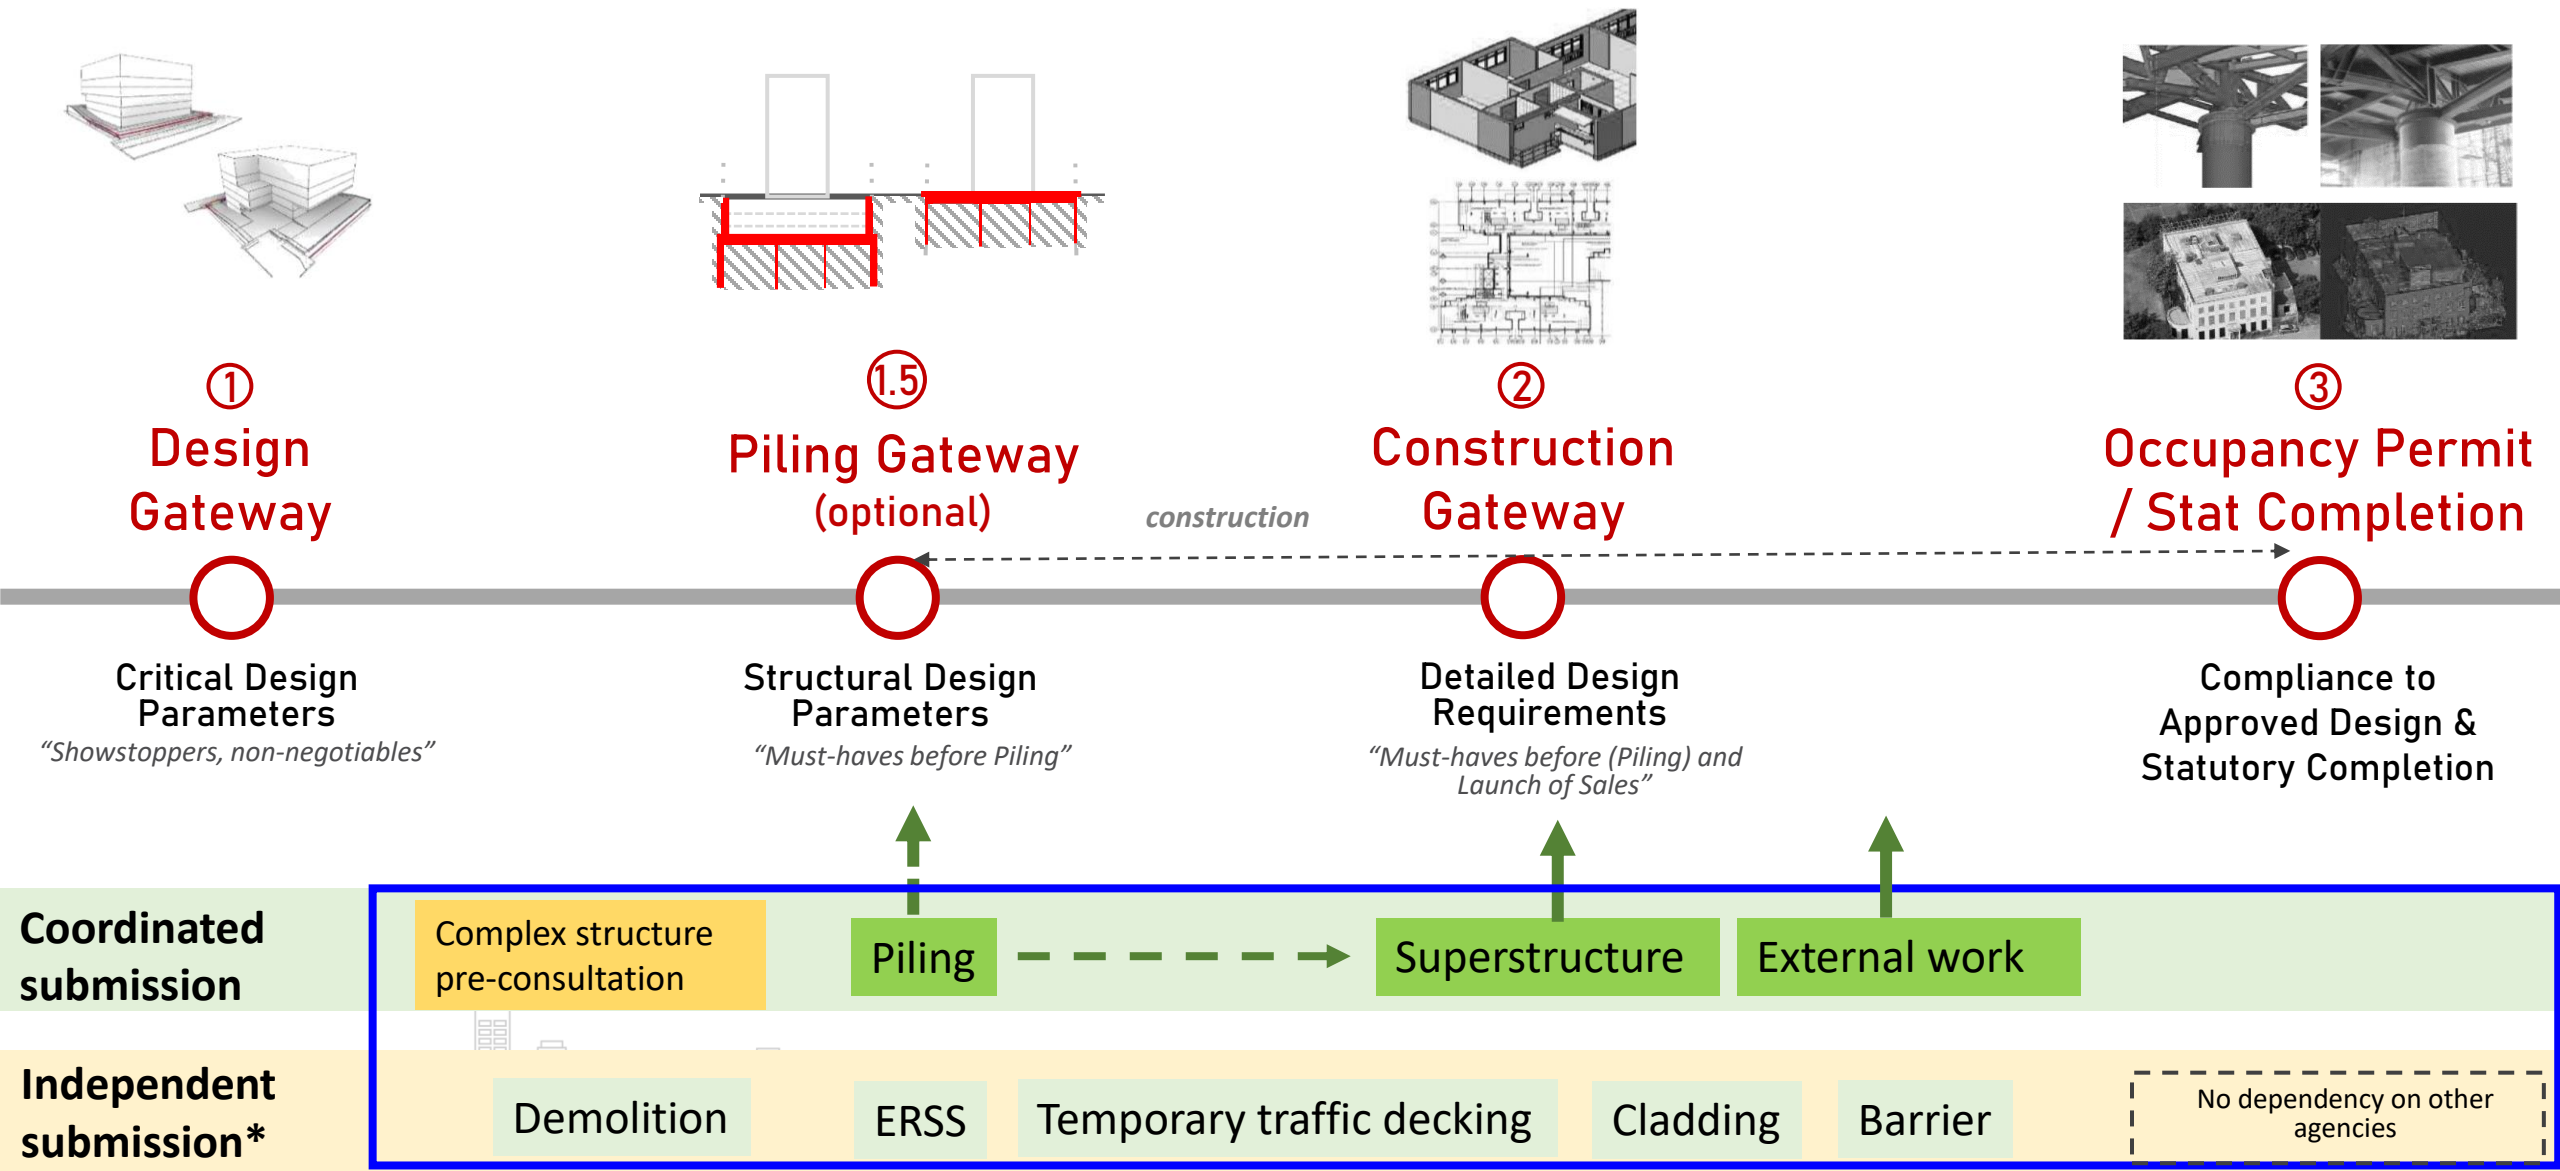 1
Design
Gateway
1.5
Piling Gateway
(optional)
construction
2
Construction
Gateway
3
Occupancy Permit
/ Stat Completion
Critical Design
Parameters
“Showstoppers, non-negotiables”
Structural Design
Parameters
“Must-haves before Piling”
Detailed Design
Requirements
“Must-haves before (Piling) and
Launch of Sales”
Compliance to
Approved Design &
Statutory Completion
Coordinated
submission
Complex structure
pre-consultation
Piling
Superstructure
External work
Independent
submission*
Demolition
ERSS
Temporary traffic decking
Cladding
Barrier
No dependency on other
agencies